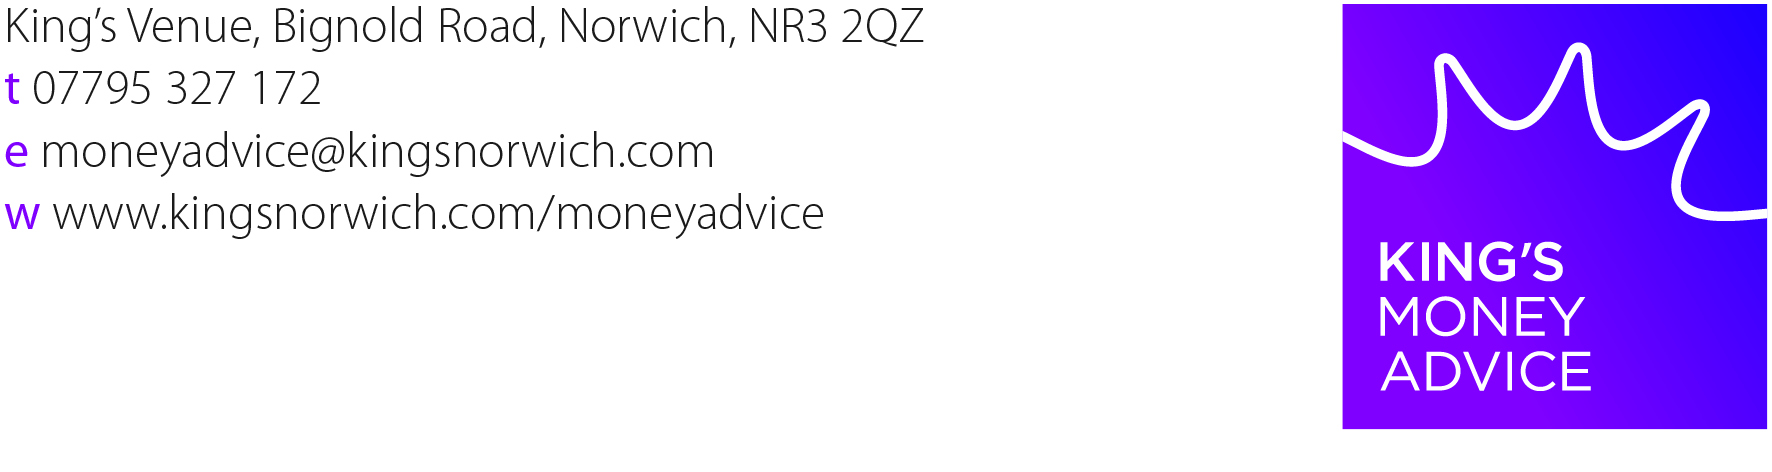 King’s Venue, Bignold Road, Norwich, NR3 2QZ
t 07795 327 172
e moneyadvice@kingsnorwich.com
w www.kingsnorwich.com/moneyadvice
KING’S
MONEY
ADVICE